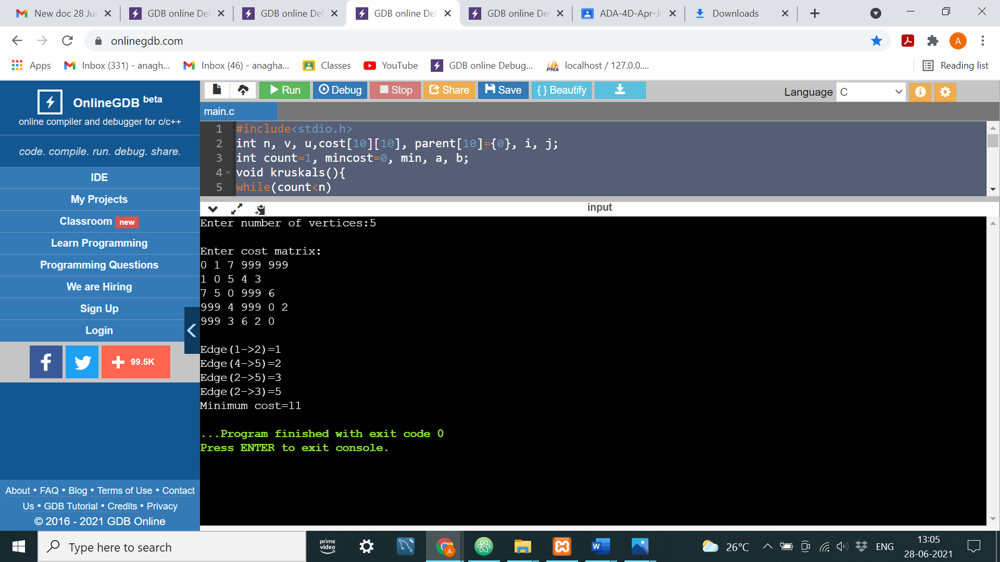 New doc 28 Jun
GDB online De
GDB online De
GDB online De
GDB online De
ADA-4D-Apr-Ju
Downloads
onlinegdb.com
A
Apps
Inbox (331) - anagh...
Inbox (46) - anagha...
Classes
YouTube
GDB online Debug...
PMA
localhost / 127.0.0....
Reading list
OnlineGDB beta
online compiler and debugger for c/c++
code. compile. run. debug. share.
IDE
My Projects
Classroom new
Learn Programming
Programming Questions
We are Hiring
Sign Up
Login
f
+ 99.5K
About • FAQ • Blog • Terms of Use • Contact
Us • GDB Tutorial • Credits • Privacy
© 2016 - 2021 GDB Online
Run
Debug
Stop
Share
Save
{ } Beautify
Language C
main.c
1 #include<stdio.h>
2 int n, v, u,cost[10][10], parent[10]={0}, i, j;
3 int count=1, mincost=0, min, a, b;
4 void kruskals(){
5 while(count<n)
input
Enter number of vertices:5
Enter cost matrix:
0 1 7 999 999
1 0 5 4 3
7 5 0 999 6
999 4 999 0 2
999 3 6 2 0
Edge(1->2)=1
Edge(4->5)=2
Edge(2->5)=3
Edge(2->3)=5
Minimum cost=11
...Program finished with exit code 0
Press ENTER to exit console.
Type here to search
prime
video
A
W
26°C
ENG
13:05
28-06-2021